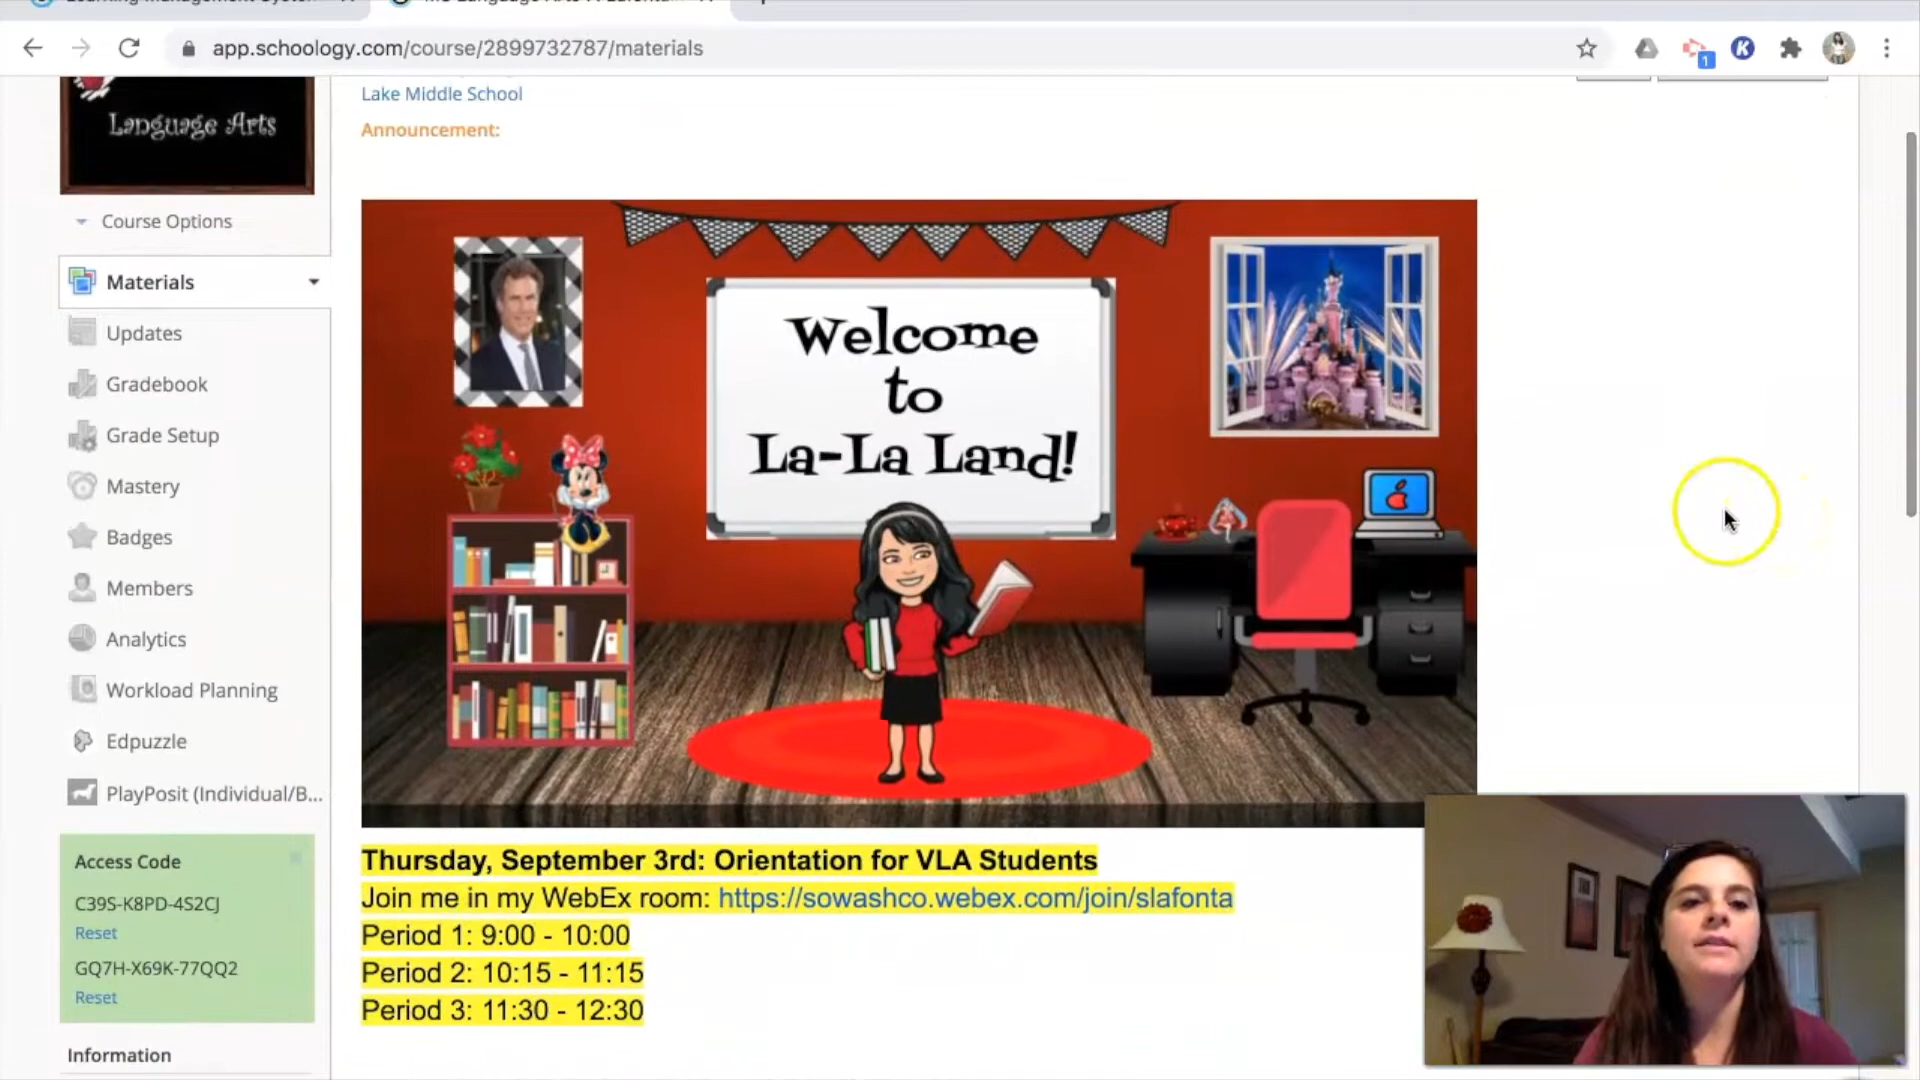 app.schoology.com/course/2899732787/materials
1
K
Lake Middle School
Announcement:
Language Arts
Course Options
Materials
Updates
Gradebook
Grade Setup
Mastery
Badges
Members
Analytics
Workload Planning
Edpuzzle
PlayPosit (Individual/B...
Access Code
C39S-K8PD-4S2CJ
Reset
GQ7H-X69K-77QQ2
Reset
Information
Welcome
to
La-La Land!
Thursday, September 3rd: Orientation for VLA Students
Join me in my WebEx room: https://sowashco.webex.com/join/slafonta
Period 1: 9:00 - 10:00
Period 2: 10:15 - 11:15
Period 3: 11:30 - 12:30